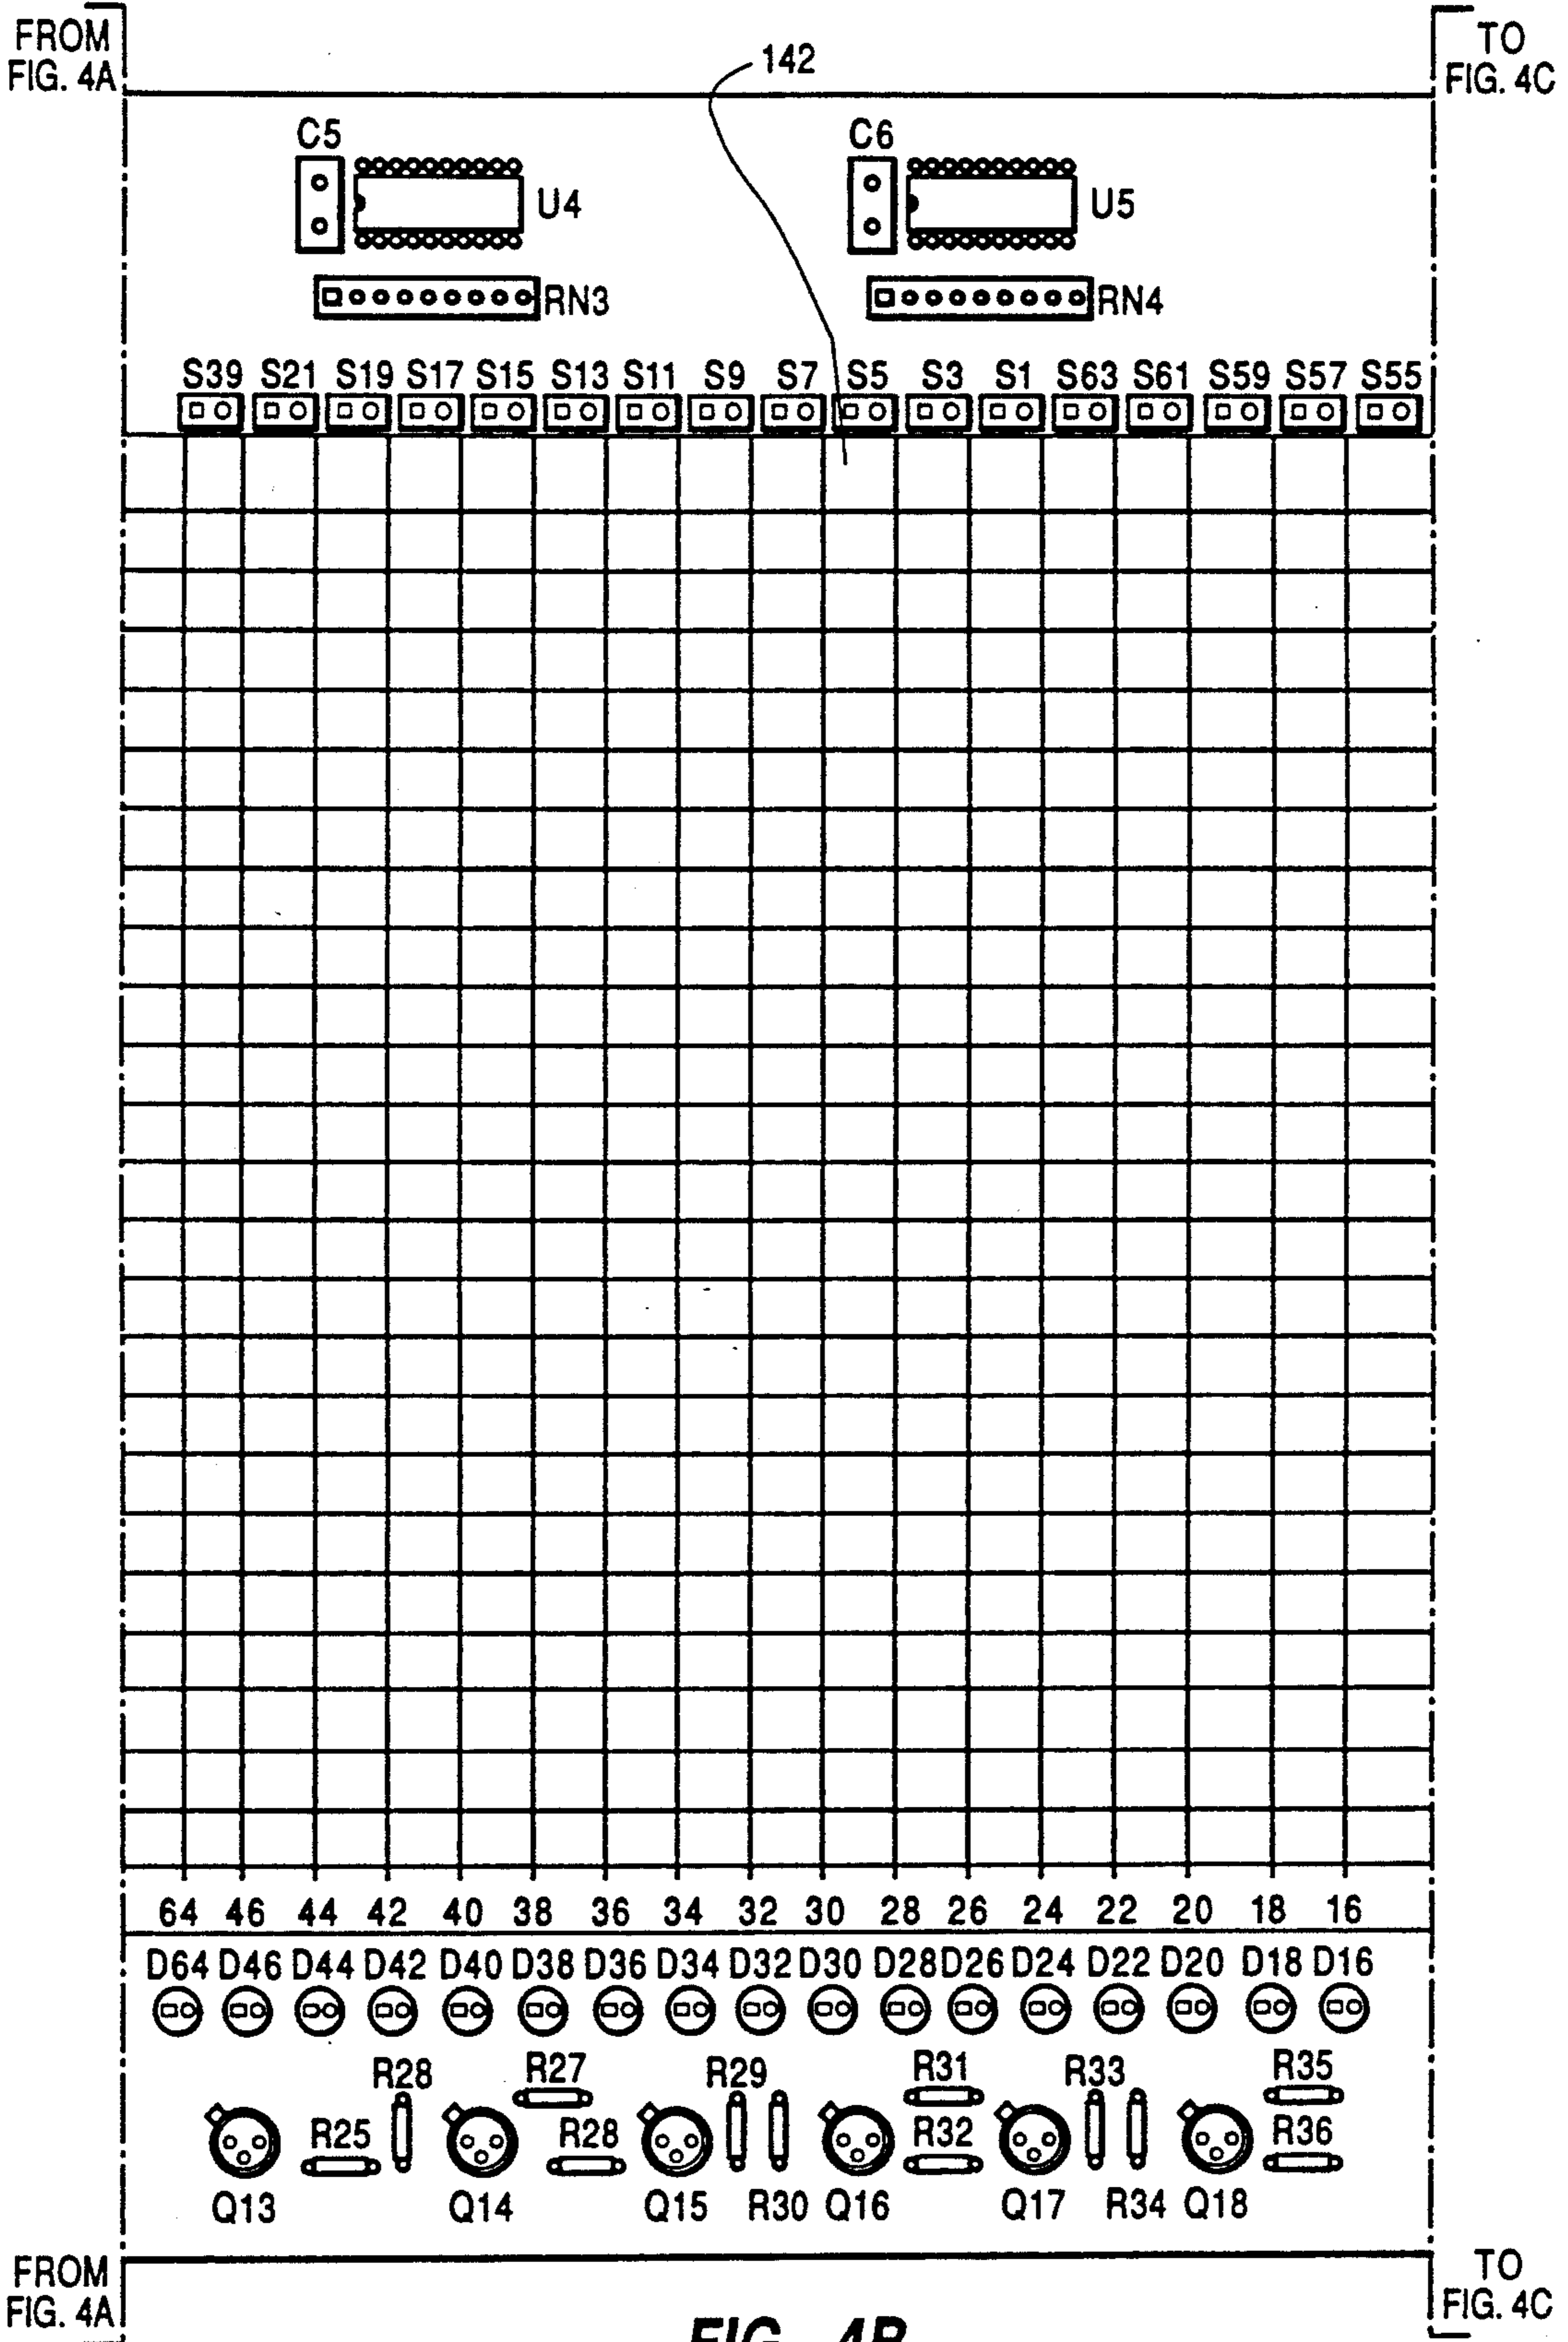 FROM FIG. 4A
TO FIG. 4C
142
C5 C6
U4 U5
RN3 RN4
S39 S21 S19 S17 S15 S13 S11 S9 S7 S5 S3 S1 S63 S61 S59 S57 S55
64 46 44 42 40 38 36 34 32 30 28 26 24 22 20 18 16
D64 D46 D44 D42 D40 D38 D36 D34 D32 D30 D28 D26 D24 D22 D20 D18 D16
R28 R27 R29 R31 R33 R35
R25 R28 R32 R36
Q13 Q14 Q15 R30 Q16 Q17 R34 Q18
FROM FIG. 4A
TO FIG. 4C
FIG. 4B